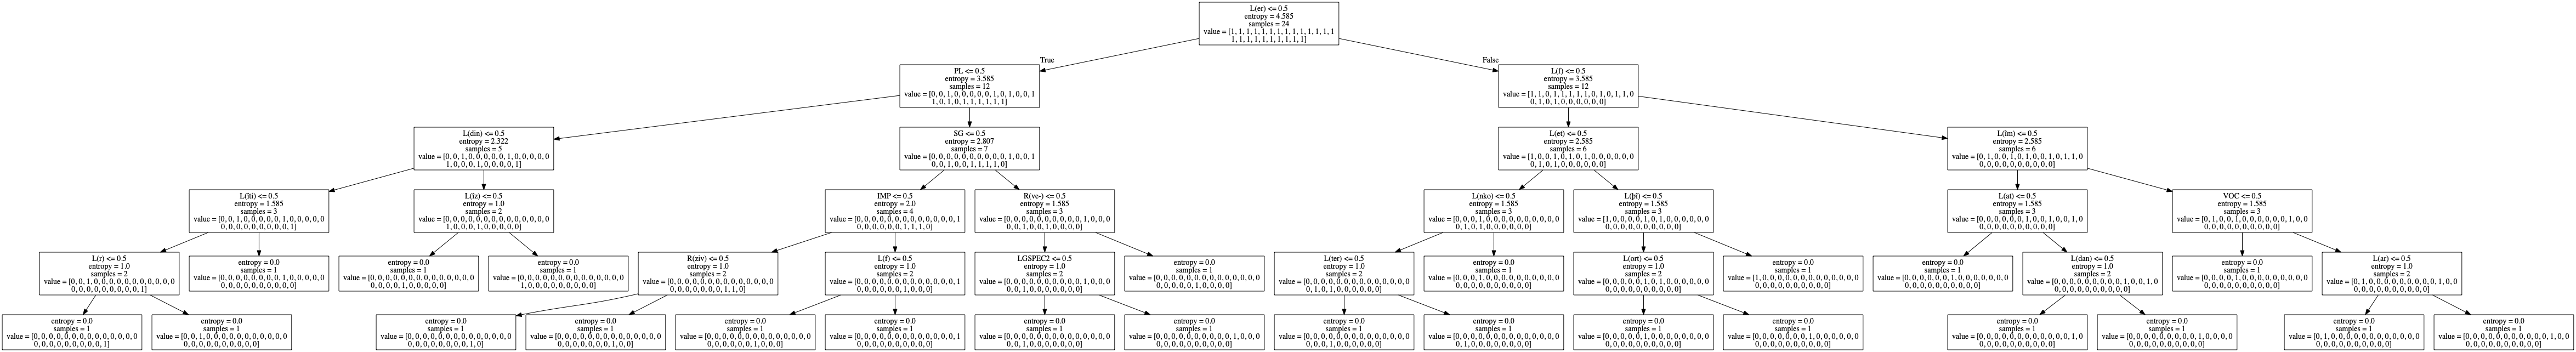 L(er) <= 0.5
entropy = 4.585
samples = 24
value = [1, 1, 1, 1, 1, 1, 1, 1, 1, 1, 1, 1, 1, 1
1, 1, 1, 1, 1, 1, 1, 1, 1, 1]
True
False
PL <= 0.5
entropy = 3.585
samples = 12
value = [0, 0, 1, 0, 0, 0, 0, 0, 1, 0, 1, 0, 0, 1
1, 0, 1, 0, 1, 1, 1, 1, 1, 1]
L(f) <= 0.5
entropy = 3.585
samples = 12
value = [1, 1, 0, 1, 1, 1, 1, 1, 0, 1, 0, 1, 1, 0
0, 1, 0, 1, 0, 0, 0, 0, 0, 0]
L(din) <= 0.5
entropy = 2.322
samples = 5
value = [0, 0, 1, 0, 0, 0, 0, 0, 1, 0, 0, 0, 0, 0
1, 0, 0, 0, 1, 0, 0, 0, 0, 1]
SG <= 0.5
entropy = 2.807
samples = 7
value = [0, 0, 0, 0, 0, 0, 0, 0, 0, 0, 1, 0, 0, 1
0, 0, 1, 0, 0, 1, 1, 1, 1, 0]
L(et) <= 0.5
entropy = 2.585
samples = 6
value = [1, 0, 0, 1, 0, 1, 0, 1, 0, 0, 0, 0, 0, 0
0, 1, 0, 1, 0, 0, 0, 0, 0, 0]
L(lm) <= 0.5
entropy = 2.585
samples = 6
value = [0, 1, 0, 0, 1, 0, 1, 0, 0, 1, 0, 1, 1, 0
0, 0, 0, 0, 0, 0, 0, 0, 0, 0]
entropy = 1.585
samples = 3
value = [0, 0, 1, 0, 0, 0, 0, 0, 1, 0, 0, 0, 0, 0
0, 0, 0, 0, 0, 0, 0, 0, 0, 1]
L(îz) <= 0.5
entropy = 1.0
samples = 2
value = [0, 0, 0, 0, 0, 0, 0, 0, 0, 0, 0, 0, 0, 0
1, 0, 0, 0, 1, 0, 0, 0, 0, 0]
IMP <= 0.5
entropy = 2.0
samples = 4
value = [0, 0, 0, 0, 0, 0, 0, 0, 0, 0, 0, 0, 0, 1
0, 0, 0, 0, 0, 0, 1, 1, 1, 0]
R(ve-) <= 0.5
entropy = 1.585
samples = 3
value = [0, 0, 0, 0, 0, 0, 0, 0, 0, 0, 1, 0, 0, 0
0, 0, 1, 0, 0, 1, 0, 0, 0, 0]
L(nko) <= 0.5
entropy = 1.585
samples = 3
value = [0, 0, 0, 1, 0, 0, 0, 0, 0, 0, 0, 0, 0, 0
0, 1, 0, 1, 0, 0, 0, 0, 0, 0]
entropy = 1.585
samples = 3
value = [1, 0, 0, 0, 0, 1, 0, 1, 0, 0, 0, 0, 0, 0
0, 0, 0, 0, 0, 0, 0, 0, 0, 0]
L(at) <= 0.5
entropy = 1.585
samples = 3
value = [0, 0, 0, 0, 0, 0, 1, 0, 0, 1, 0, 0, 1, 0
0, 0, 0, 0, 0, 0, 0, 0, 0, 0]
VOC <= 0.5
entropy = 1.585
samples = 3
value = [0, 1, 0, 0, 1, 0, 0, 0, 0, 0, 0, 1, 0, 0
0, 0, 0, 0, 0, 0, 0, 0, 0, 0]
L(r) <= 0.5
entropy = 1.0
samples = 2
value = [0, 0, 1, 0, 0, 0, 0, 0, 0, 0, 0, 0, 0, 0
0, 0, 0, 0, 0, 0, 0, 0, 0, 1]
entropy = 0.0
samples = 1
value = [0, 0, 0, 0, 0, 0, 0, 0, 1, 0, 0, 0, 0, 0
0, 0, 0, 0, 0, 0, 0, 0, 0, 0]
entropy = 0.0
samples = 1
value = [0, 0, 0, 0, 0, 0, 0, 0, 0, 0, 0, 0, 0, 0
0, 0, 0, 0, 1, 0, 0, 0, 0, 0]
entropy = 0.0
samples = 1
value = [0, 0, 0, 0, 0, 0, 0, 0, 0, 0, 0, 0, 0, 0
1, 0, 0, 0, 0, 0, 0, 0, 0, 0]
R(ziv) <= 0.5
entropy = 1.0
samples = 2
value = [0, 0, 0, 0, 0, 0, 0, 0, 0, 0, 0, 0, 0, 0
0, 0, 0, 0, 0, 0, 0, 1, 1, 0]
L(f) <= 0.5
entropy = 1.0
samples = 2
value = [0, 0, 0, 0, 0, 0, 0, 0, 0, 0, 0, 0, 0, 1
0, 0, 0, 0, 0, 0, 1, 0, 0, 0]
LGSPEC2 <= 0.5
entropy = 1.0
samples = 2
value = [0, 0, 0, 0, 0, 0, 0, 0, 0, 0, 1, 0, 0, 0
0, 0, 1, 0, 0, 0, 0, 0, 0, 0]
entropy = 0.0
samples = 1
value = [0, 0, 0, 0, 0, 0, 0, 0, 0, 0, 0, 0, 0, 0
0, 0, 0, 0, 0, 1, 0, 0, 0, 0]
L(ter) <= 0.5
entropy = 1.0
samples = 2
value = [0, 0, 0, 0, 0, 0, 0, 0, 0, 0, 0, 0, 0, 0
0, 1, 0, 1, 0, 0, 0, 0, 0, 0]
entropy = 0.0
samples = 1
value = [0, 0, 0, 1, 0, 0, 0, 0, 0, 0, 0, 0, 0, 0
0, 0, 0, 0, 0, 0, 0, 0, 0, 0]
L(ort) <= 0.5
entropy = 1.0
samples = 2
value = [0, 0, 0, 0, 0, 1, 0, 1, 0, 0, 0, 0, 0, 0
0, 0, 0, 0, 0, 0, 0, 0, 0, 0]
entropy = 0.0
samples = 1
value = [1, 0, 0, 0, 0, 0, 0, 0, 0, 0, 0, 0, 0, 0
0, 0, 0, 0, 0, 0, 0, 0, 0, 0]
entropy = 0.0
samples = 1
value = [0, 0, 0, 0, 0, 0, 1, 0, 0, 0, 0, 0, 0, 0
0, 0, 0, 0, 0, 0, 0, 0, 0, 0]
L(dan) <= 0.5
entropy = 1.0
samples = 2
value = [0, 0, 0, 0, 0, 0, 0, 0, 0, 1, 0, 0, 1, 0
0, 0, 0, 0, 0, 0, 0, 0, 0, 0]
entropy = 0.0
samples = 1
value = [0, 0, 0, 0, 1, 0, 0, 0, 0, 0, 0, 0, 0, 0
0, 0, 0, 0, 0, 0, 0, 0, 0, 0]
L(ar) <= 0.5
entropy = 1.0
samples = 2
value = [0, 1, 0, 0, 0, 0, 0, 0, 0, 0, 0, 1, 0, 0
0, 0, 0, 0, 0, 0, 0, 0, 0, 0]
entropy = 0.0
samples = 1
value = [0, 0, 0, 0, 0, 0, 0, 0, 0, 0, 0, 0, 0, 0
0, 0, 0, 0, 0, 0, 0, 0, 0, 1]
entropy = 0.0
samples = 1
value = [0, 0, 1, 0, 0, 0, 0, 0, 0, 0, 0, 0, 0, 0
0, 0, 0, 0, 0, 0, 0, 0, 0, 0]
entropy = 0.0
samples = 1
value = [0, 0, 0, 0, 0, 0, 0, 0, 0, 0, 0, 0, 0, 0
0, 0, 0, 0, 0, 0, 0, 0, 1, 0]
entropy = 0.0
samples = 1
value = [0, 0, 0, 0, 0, 0, 0, 0, 0, 0, 0, 0, 0, 0
0, 0, 0, 0, 0, 0, 0, 1, 0, 0]
entropy = 0.0
samples = 1
value = [0, 0, 0, 0, 0, 0, 0, 0, 0, 0, 0, 0, 0, 0
0, 0, 0, 0, 0, 0, 1, 0, 0, 0]
entropy = 0.0
samples = 1
value = [0, 0, 0, 0, 0, 0, 0, 0, 0, 0, 0, 0, 0, 1
0, 0, 0, 0, 0, 0, 0, 0, 0, 0]
entropy = 0.0
samples = 1
value = [0, 0, 0, 0, 0, 0, 0, 0, 0, 0, 0, 0, 0, 0
0, 0, 1, 0, 0, 0, 0, 0, 0, 0]
entropy = 0.0
samples = 1
value = [0, 0, 0, 0, 0, 0, 0, 0, 0, 0, 1, 0, 0, 0
0, 0, 0, 0, 0, 0, 0, 0, 0, 0]
entropy = 0.0
samples = 1
value = [0, 0, 0, 0, 0, 0, 0, 0, 0, 0, 0, 0, 0, 0
0, 0, 0, 1, 0, 0, 0, 0, 0, 0]
entropy = 0.0
samples = 1
value = [0, 0, 0, 0, 0, 0, 0, 0, 0, 0, 0, 0, 0, 0
0, 1, 0, 0, 0, 0, 0, 0, 0, 0]
entropy = 0.0
samples = 1
value = [0, 0, 0, 0, 0, 1, 0, 0, 0, 0, 0, 0, 0, 0
0, 0, 0, 0, 0, 0, 0, 0, 0, 0]
entropy = 0.0
samples = 1
value = [0, 0, 0, 0, 0, 0, 0, 1, 0, 0, 0, 0, 0, 0
0, 0, 0, 0, 0, 0, 0, 0, 0, 0]
entropy = 0.0
samples = 1
value = [0, 0, 0, 0, 0, 0, 0, 0, 0, 0, 0, 0, 1, 0
0, 0, 0, 0, 0, 0, 0, 0, 0, 0]
entropy = 0.0
samples = 1
value = [0, 0, 0, 0, 0, 0, 0, 0, 0, 1, 0, 0, 0, 0
0, 0, 0, 0, 0, 0, 0, 0, 0, 0]
entropy = 0.0
samples = 1
value = [0, 1, 0, 0, 0, 0, 0, 0, 0, 0, 0, 0, 0, 0
0, 0, 0, 0, 0, 0, 0, 0, 0, 0]
entropy = 0.0
samples = 1
value = [0, 0, 0, 0, 0, 0, 0, 0, 0, 0, 0, 1, 0, 0
0, 0, 0, 0, 0, 0, 0, 0, 0, 0]